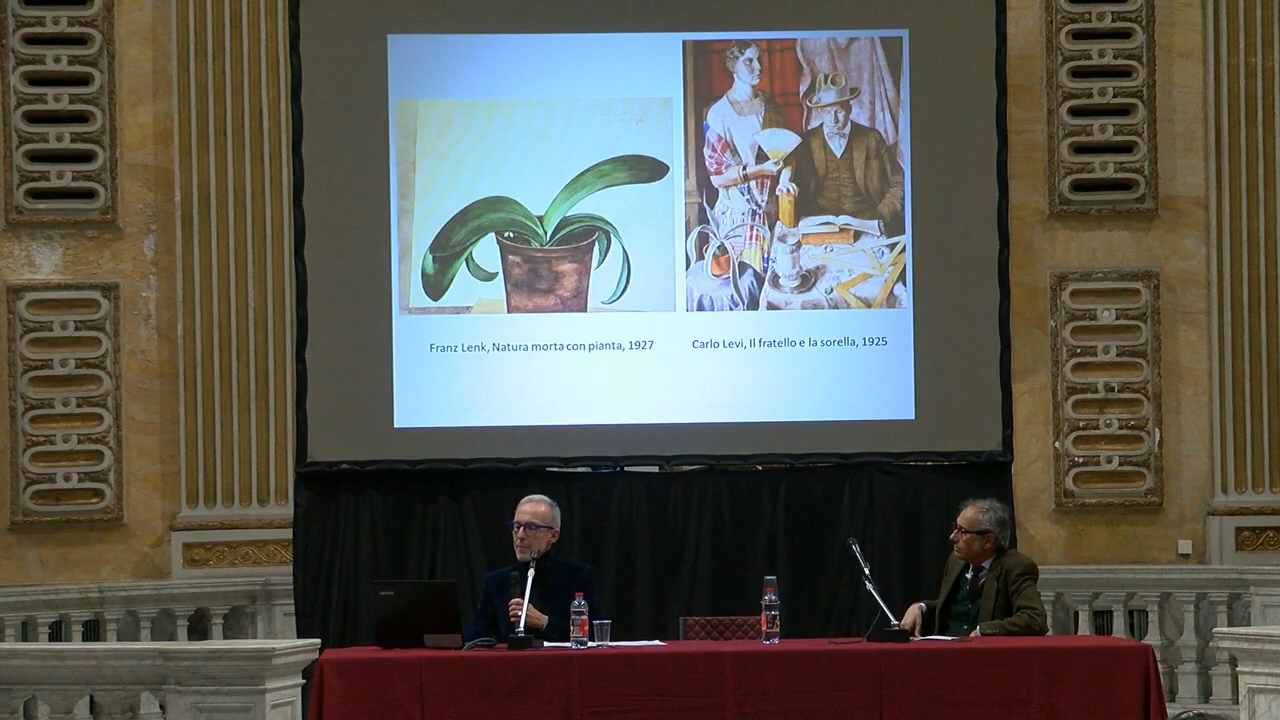 Franz Lenk, Natura morta con pianta, 1927
Carlo Levi, Il fratello e la sorella, 1925